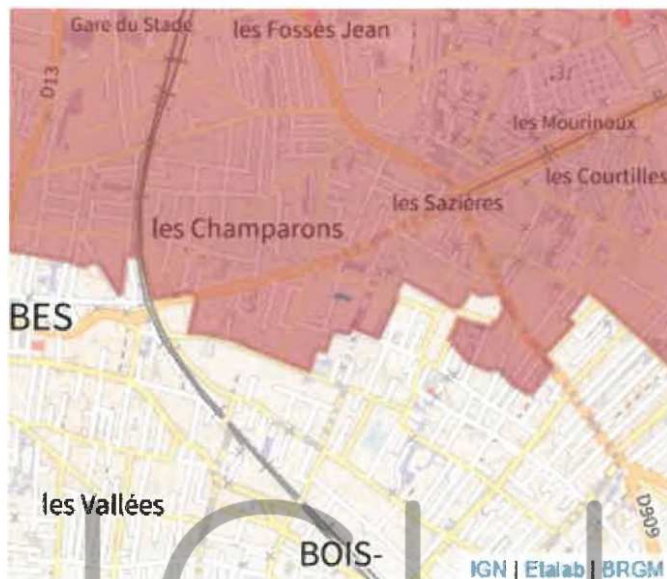 Gare du Stade
les Fossés Jean
D13
les Mourinoux
les Courtilles
les Sazières
les Champarons
BES
les Vallées
D909
BOIS-
IGN | Etalab | BRGM